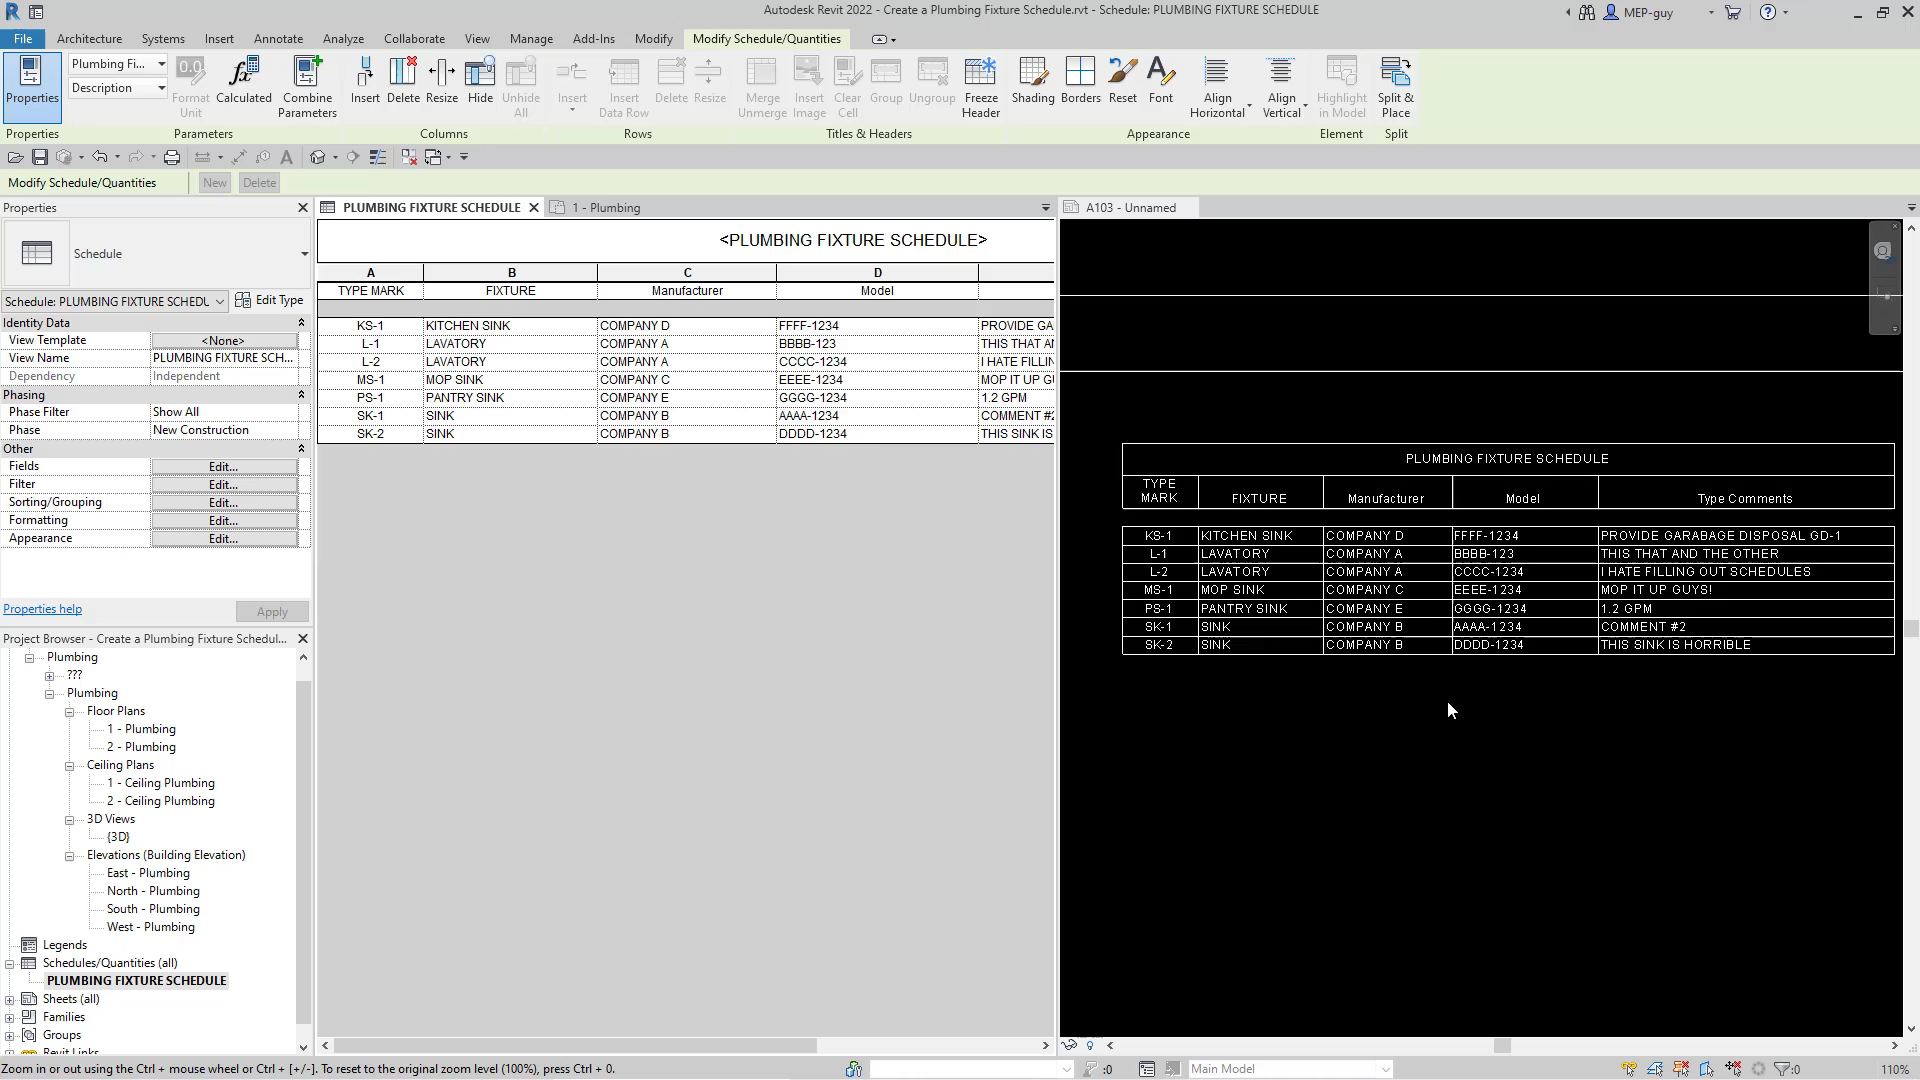 Autodesk Revit 2022 - Create a Plumbing Fixture Schedule.rvt - Schedule: PLUMBING FIXTURE SCHEDULE
MEP-guy
File Architecture Systems Insert Annotate Analyze Collaborate View Manage Add-Ins Modify Modify Schedule/Quantities
Properties
Plumbing Fi...
Description
Format Unit
Calculated
Combine Parameters
Insert Delete Resize Hide Unhide All
Insert Insert Data Row Delete Resize
Merge Unmerge Insert Image Clear Cell Group Ungroup Freeze Header
Shading Borders Reset Font Align Horizontal Align Vertical
Highlight in Model
Split & Place
Properties Parameters Columns Rows Titles & Headers Appearance Element Split
Modify Schedule/Quantities New Delete
Properties
Schedule
Schedule: PLUMBING FIXTURE SCHEDU Edit Type
Identity Data
View Template <None>
View Name PLUMBING FIXTURE SCH...
Dependency Independent
Phasing
Phase Filter Show All
Phase New Construction
Other
Fields Edit...
Filter Edit...
Sorting/Grouping Edit...
Formatting Edit...
Appearance Edit...
Properties help Apply
Project Browser - Create a Plumbing Fixture Schedul...
Plumbing
???
Plumbing
Floor Plans
1 - Plumbing
2 - Plumbing
Ceiling Plans
1 - Ceiling Plumbing
2 - Ceiling Plumbing
3D Views
{3D}
Elevations (Building Elevation)
East - Plumbing
North - Plumbing
South - Plumbing
West - Plumbing
Legends
Schedules/Quantities (all)
PLUMBING FIXTURE SCHEDULE
Sheets (all)
Families
Groups
Revit Links
PLUMBING FIXTURE SCHEDULE 1 - Plumbing
<PLUMBING FIXTURE SCHEDULE>
A B C D
TYPE MARK FIXTURE Manufacturer Model
KS-1 KITCHEN SINK COMPANY D FFFF-1234 PROVIDE GA
L-1 LAVATORY COMPANY A BBBB-123 THIS THAT A
L-2 LAVATORY COMPANY A CCCC-1234 I HATE FILLIN
MS-1 MOP SINK COMPANY C EEEE-1234 MOP IT UP G
PS-1 PANTRY SINK COMPANY E GGGG-1234 1.2 GPM
SK-1 SINK COMPANY B AAAA-1234 COMMENT #2
SK-2 SINK COMPANY B DDDD-1234 THIS SINK IS
A103 - Unnamed
PLUMBING FIXTURE SCHEDULE
TYPE MARK FIXTURE Manufacturer Model Type Comments
KS-1 KITCHEN SINK COMPANY D FFFF-1234 PROVIDE GARABAGE DISPOSAL GD-1
L-1 LAVATORY COMPANY A BBBB-123 THIS THAT AND THE OTHER
L-2 LAVATORY COMPANY A CCCC-1234 I HATE FILLING OUT SCHEDULES
MS-1 MOP SINK COMPANY C EEEE-1234 MOP IT UP GUYS!
PS-1 PANTRY SINK COMPANY E GGGG-1234 1.2 GPM
SK-1 SINK COMPANY B AAAA-1234 COMMENT #2
SK-2 SINK COMPANY B DDDD-1234 THIS SINK IS HORRIBLE
Zoom in or out using the Ctrl + mouse wheel or Ctrl + [+/-]. To reset to the original zoom level (100%), press Ctrl + 0.
:0
Main Model
:0
110%